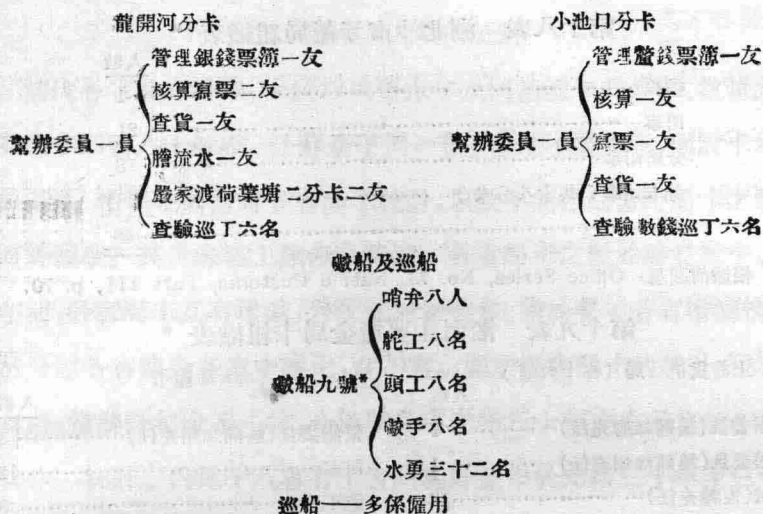 龍開河分卡
幫辦委員一員
管理銀錢票簿一友
核算寫票二友
查貨一友
謄流水一友
嚴家渡荷葉塘二分卡二友
查驗巡丁六名
小池口分卡
幫辦委員一員
管理釐錢票簿一友
核算一友
寫票一友
查貨一友
查驗數錢巡丁六名
礮船及巡船
礮船九號*
哨弁八人
舵工八名
頭工八名
礮手八名
水勇三十二名
巡船——多係僱用